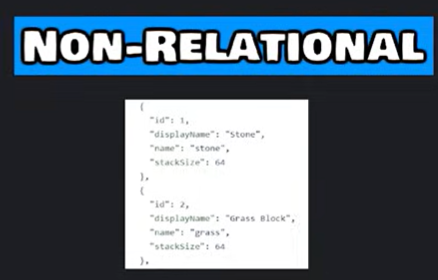 NON-RELATIONAL
{
"id": 1,
"displayName": "Stone",
"name": "stone",
"stackSize": 64
},
{
"id": 2,
"displayName": "Grass Block",
"name": "grass",
"stackSize": 64
},